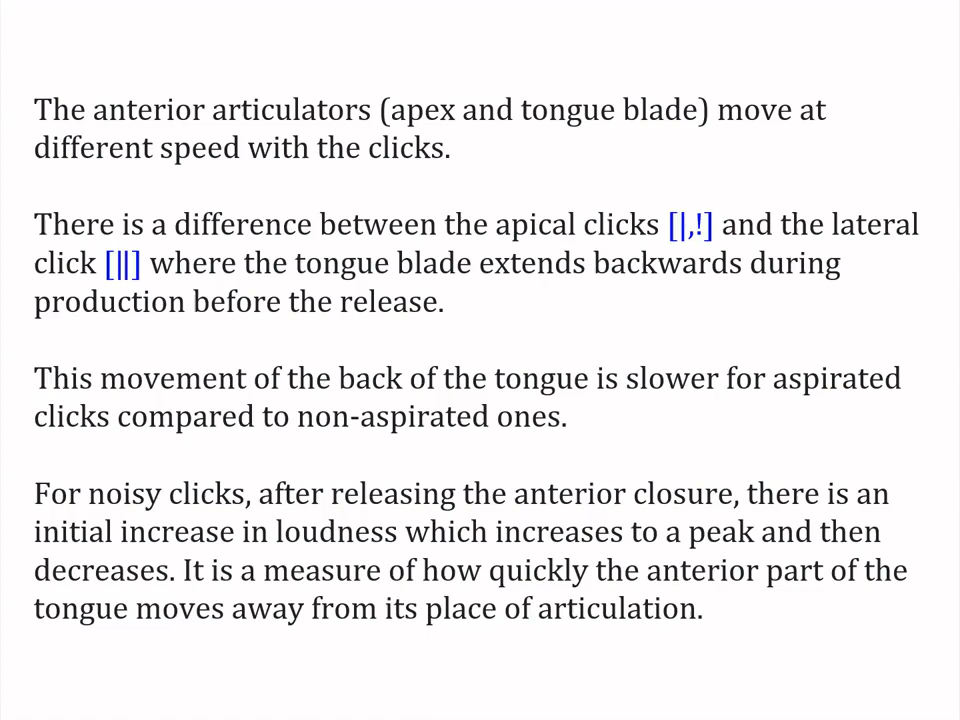 The anterior articulators (apex and tongue blade) move at
different speed with the clicks.
There is a difference between the apical clicks [|,!] and the lateral
click [||] where the tongue blade extends backwards during
production before the release.
This movement of the back of the tongue is slower for aspirated
clicks compared to non-aspirated ones.
For noisy clicks, after releasing the anterior closure, there is an
initial increase in loudness which increases to a peak and then
decreases. It is a measure of how quickly the anterior part of the
tongue moves away from its place of articulation.